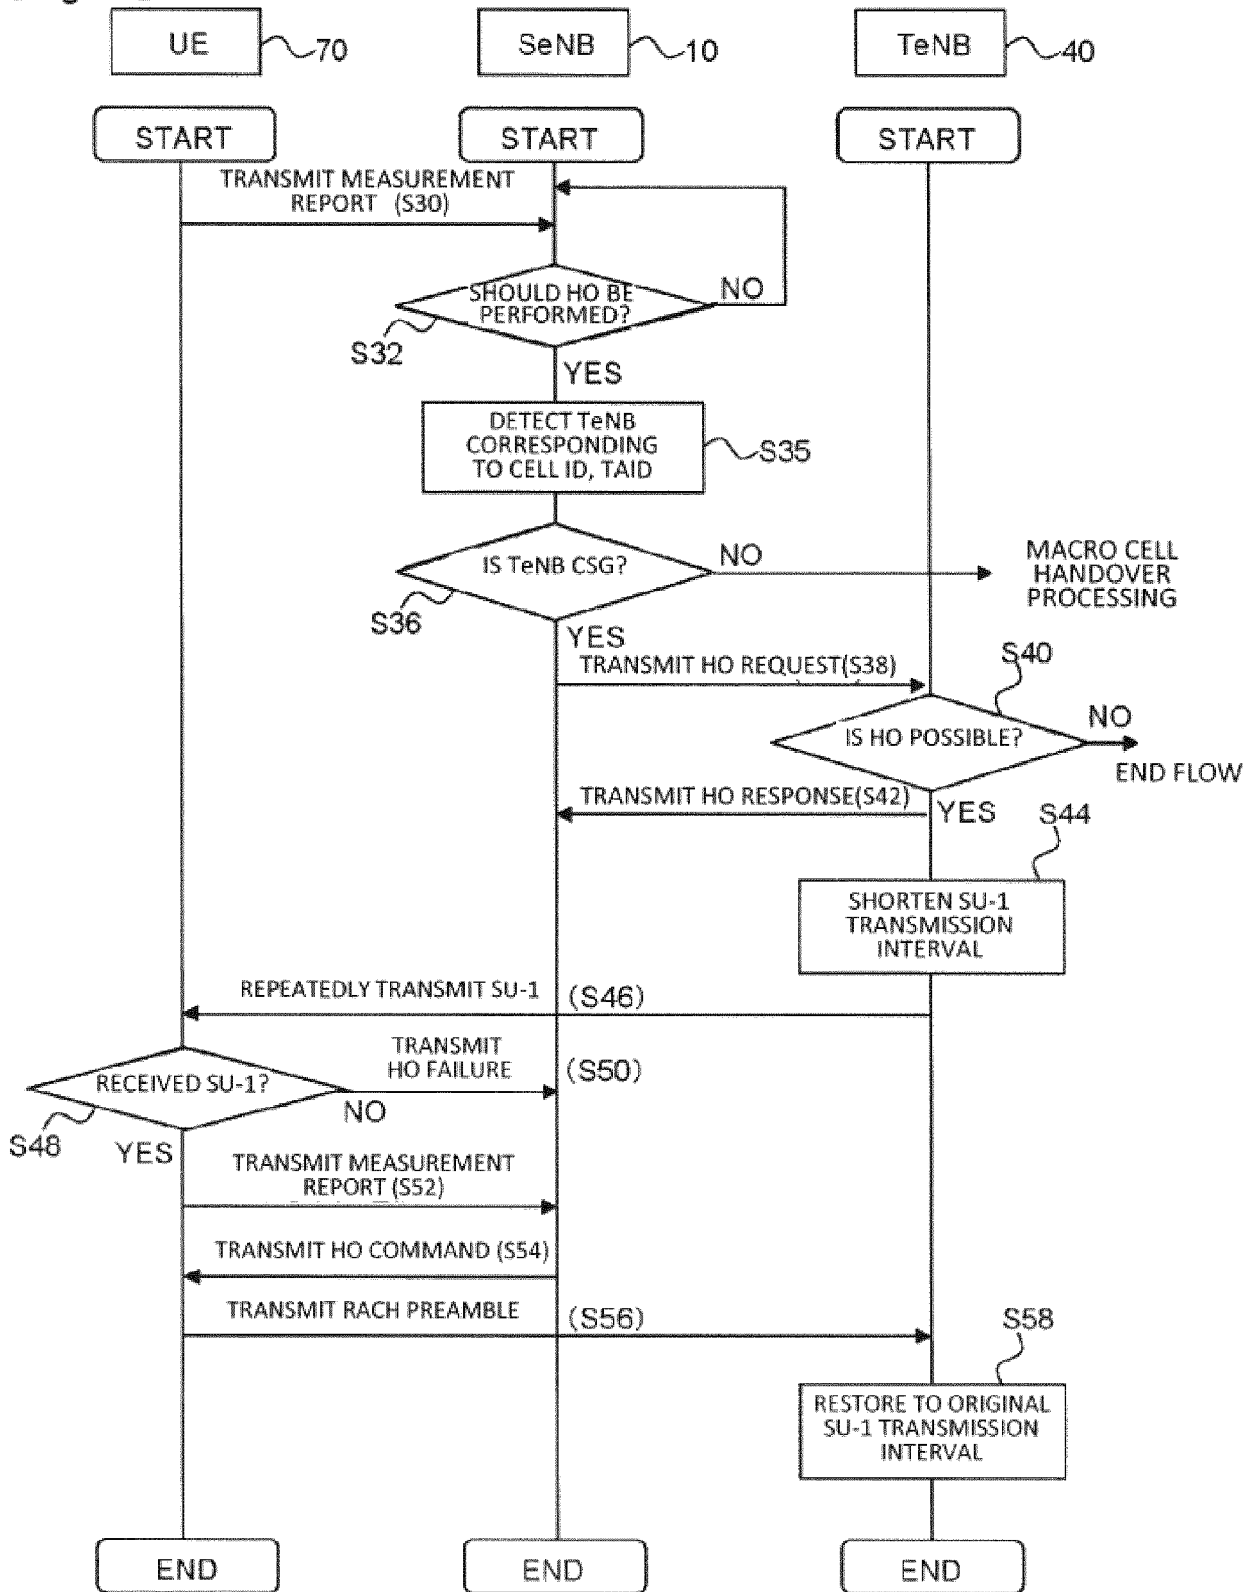 UE
70
SeNB
10
TeNB
40
START
START
START
TRANSMIT MEASUREMENT
REPORT (S30)
SHOULD HO BE
PERFORMED?
NO
S32
YES
DETECT TeNB
CORRESPONDING
TO CELL ID, TAID
S35
IS TeNB CSG?
NO
MACRO CELL
HANDOVER
PROCESSING
S36
YES
TRANSMIT HO REQUEST(S38)
S40
IS HO POSSIBLE?
NO
END FLOW
TRANSMIT HO RESPONSE(S42)
YES
S44
SHORTEN SU-1
TRANSMISSION
INTERVAL
REPEATEDLY TRANSMIT SU-1 (S46)
RECEIVED SU-1?
TRANSMIT
HO FAILURE
(S50)
NO
S48
YES
TRANSMIT MEASUREMENT
REPORT (S52)
TRANSMIT HO COMMAND (S54)
TRANSMIT RACH PREAMBLE (S56)
S58
RESTORE TO ORIGINAL
SU-1 TRANSMISSION
INTERVAL
END
END
END